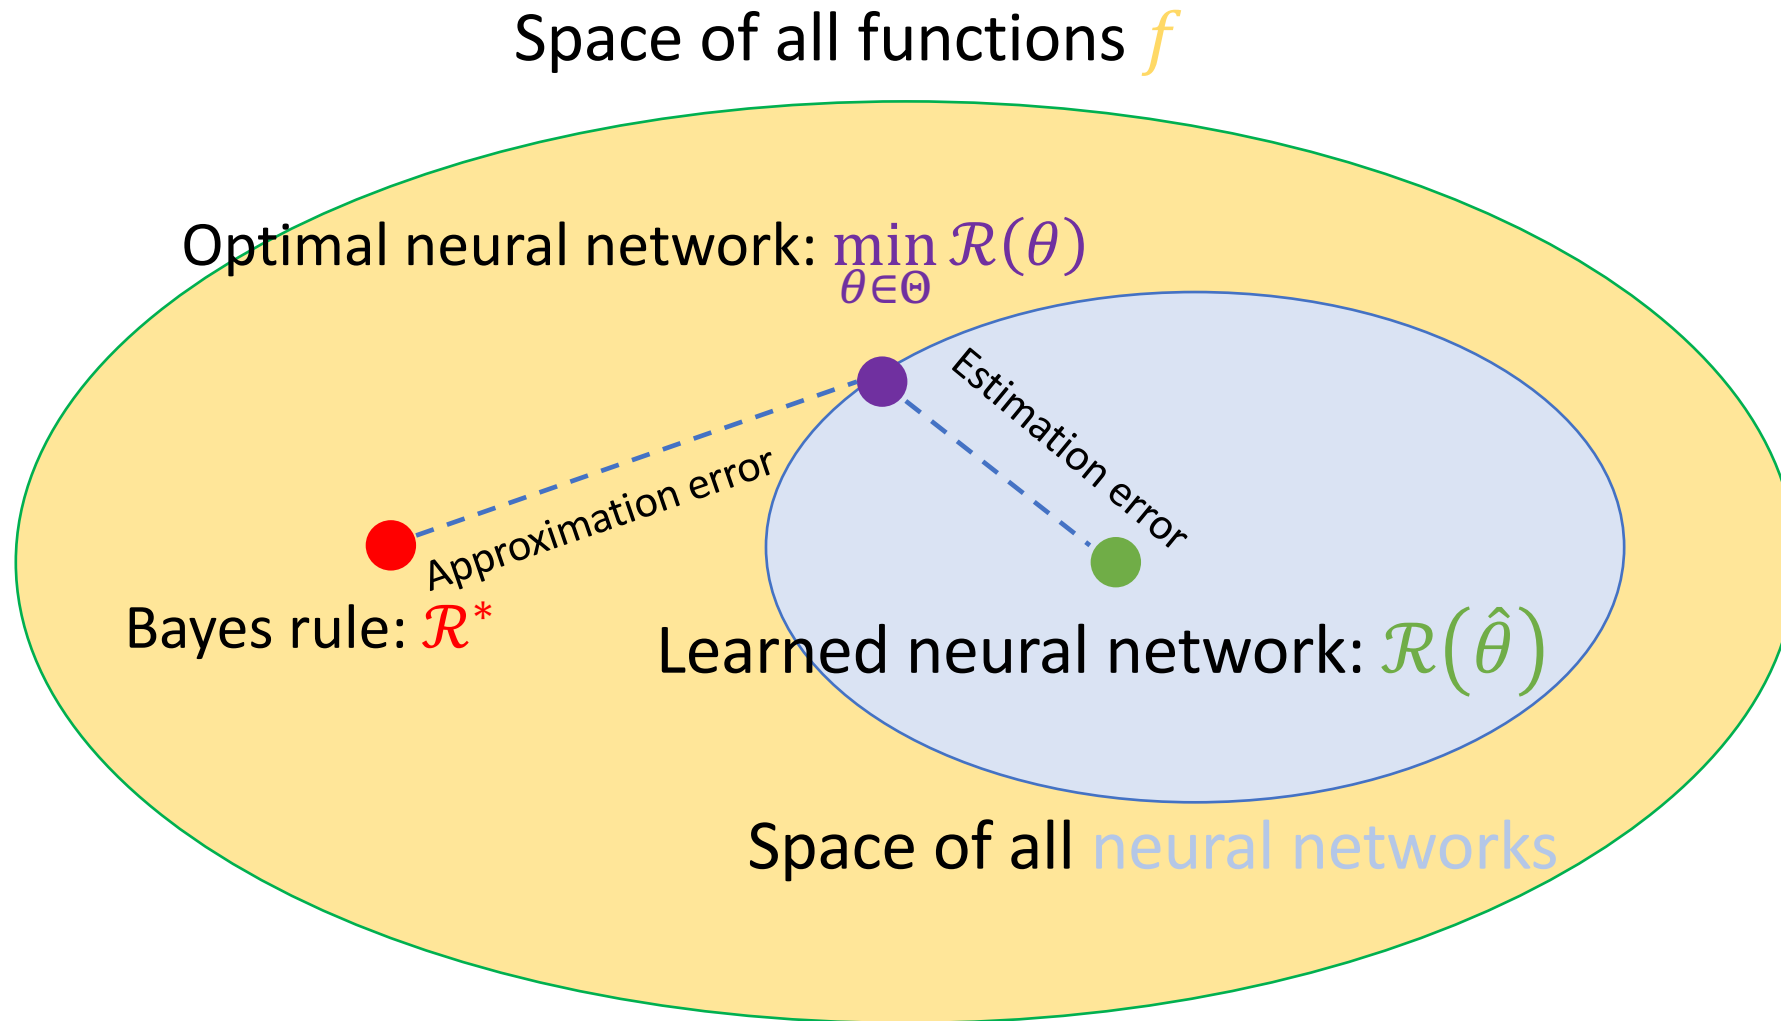 Space of all functions f
Optimal neural network: min R(θ)
θ∈Θ
Estimation error
Approximation error
Bayes rule: ℛ*
Learned neural network: ℛ(θ̂)
Space of all neural networks